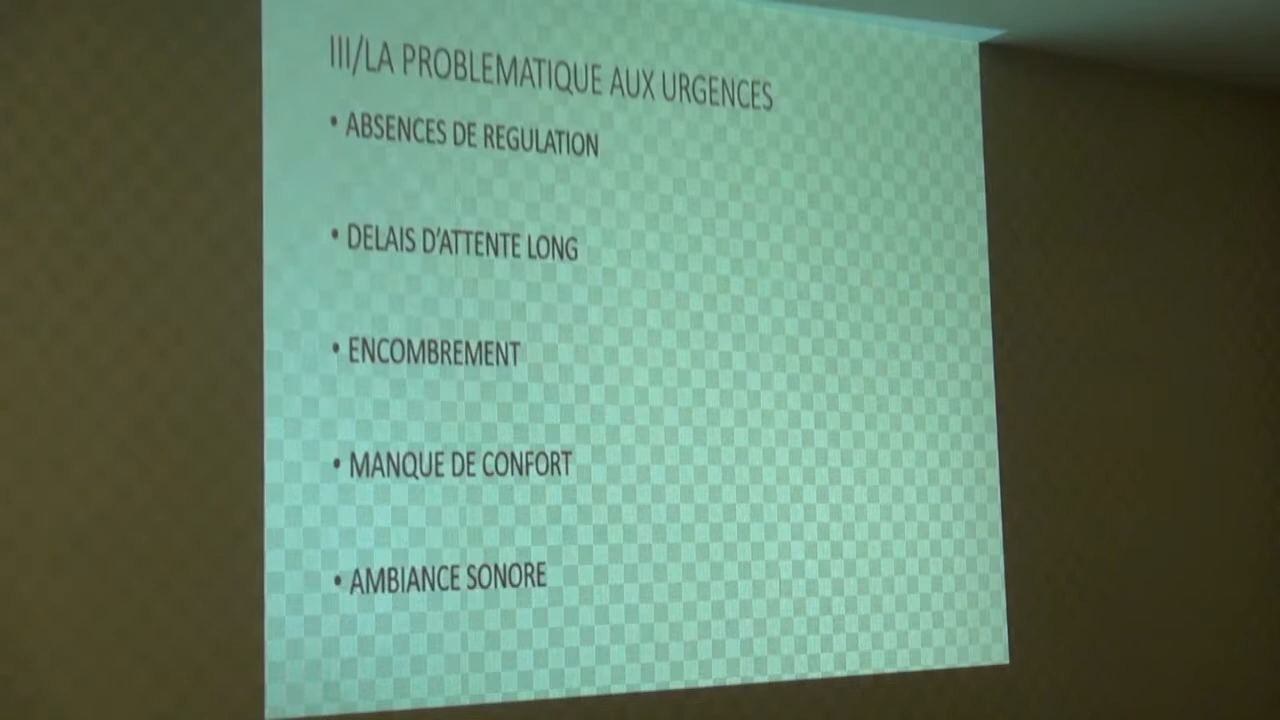 III/LA PROBLEMATIQUE AUX URGENCES
• ABSENCES DE REGULATION
• DELAIS D'ATTENTE LONG
• ENCOMBREMENT
• MANQUE DE CONFORT
• AMBIANCE SONORE